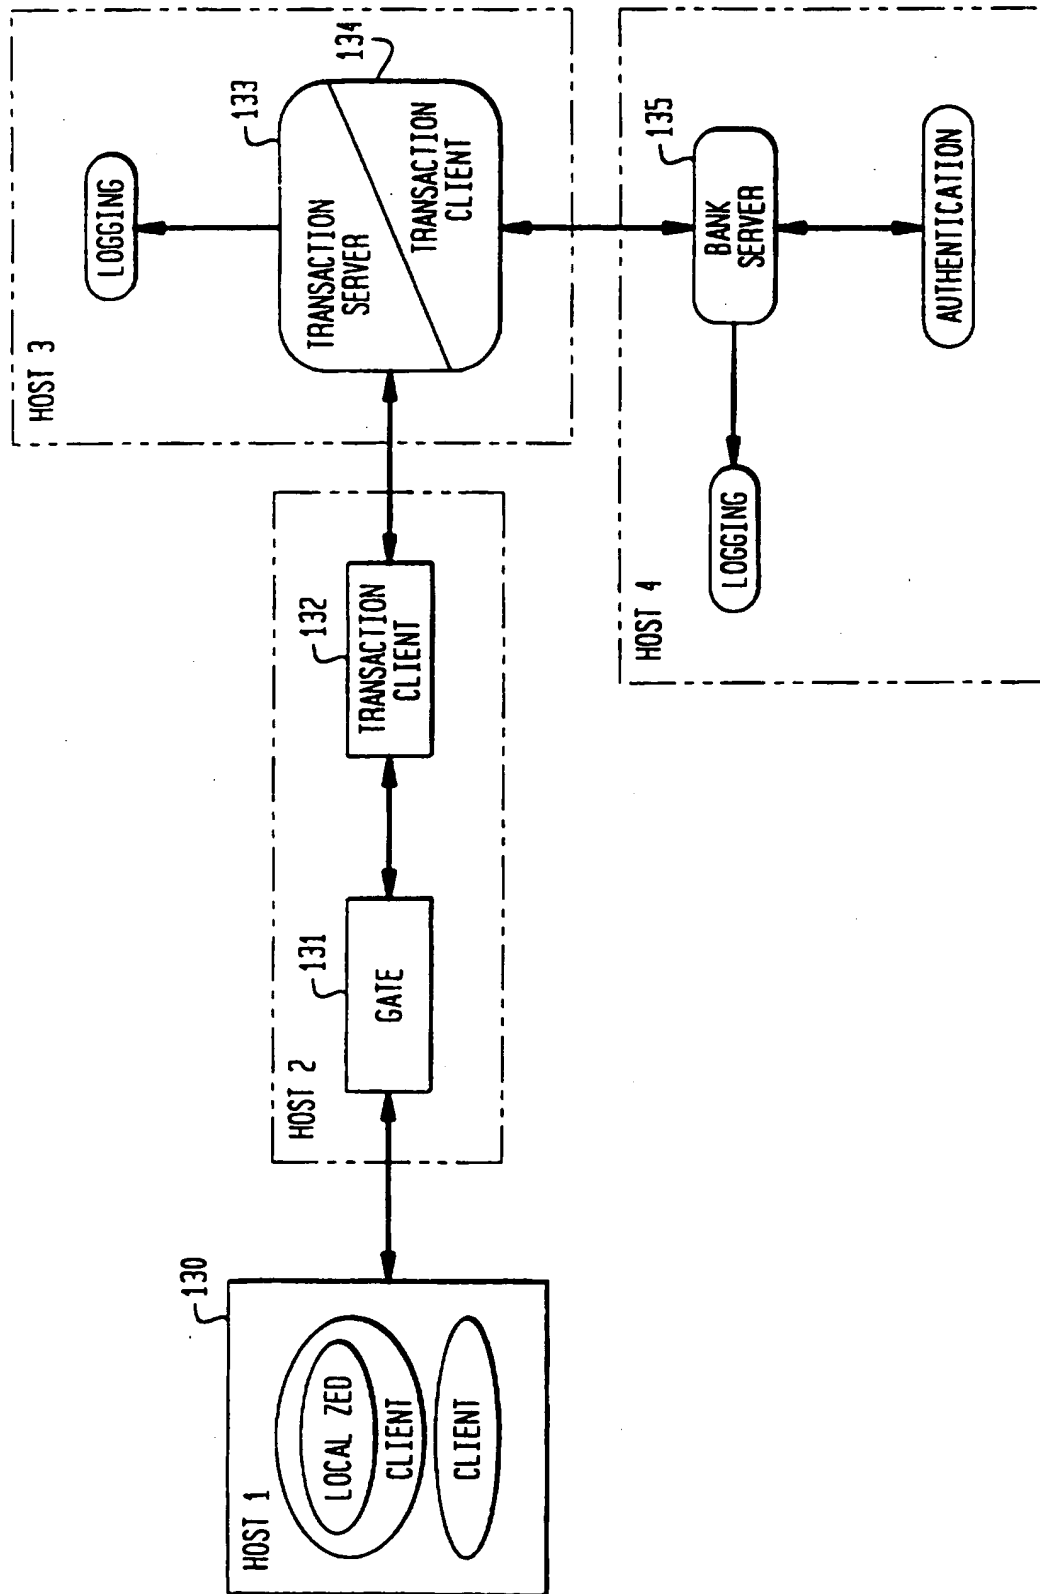 HOST 1
130
LOCAL ZED
CLIENT
CLIENT
HOST 2
131
GATE
132
TRANSACTION
CLIENT
HOST 3
LOGGING
133
TRANSACTION
SERVER
134
TRANSACTION
CLIENT
HOST 4
LOGGING
135
BANK
SERVER
AUTHENTICATION